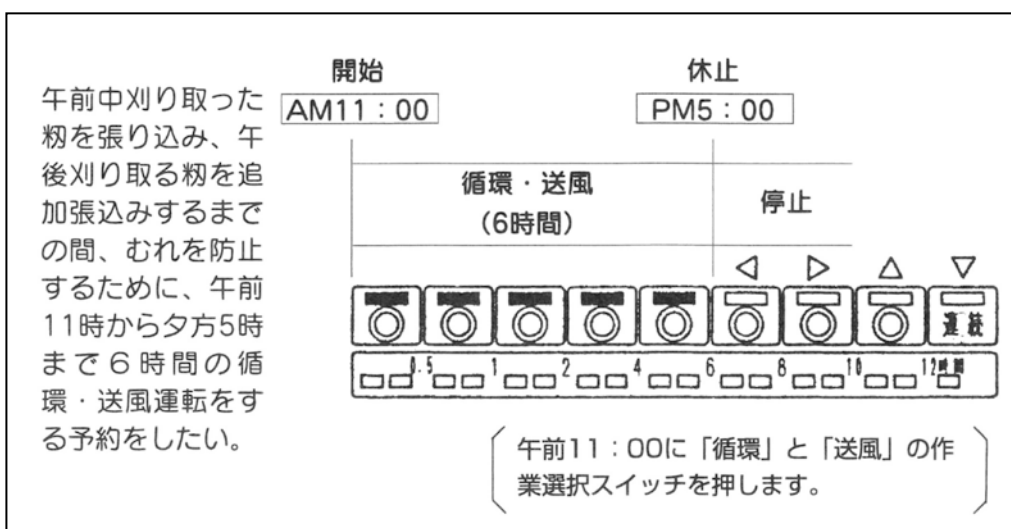 午前中刈り取った
籾を張り込み、午
後刈り取る籾を追
加張込みするまで
の間、むれを防止
するために、午前
11時から夕方5時
まで6時間の循
環・送風運転をす
る予約をしたい。
開始
AM11：00
休止
PM5：00
循環・送風
(6時間)
停止
連続
0.5 1 2 4 6 8 10 12時間
午前11：00に「循環」と「送風」の作
業選択スイッチを押します。